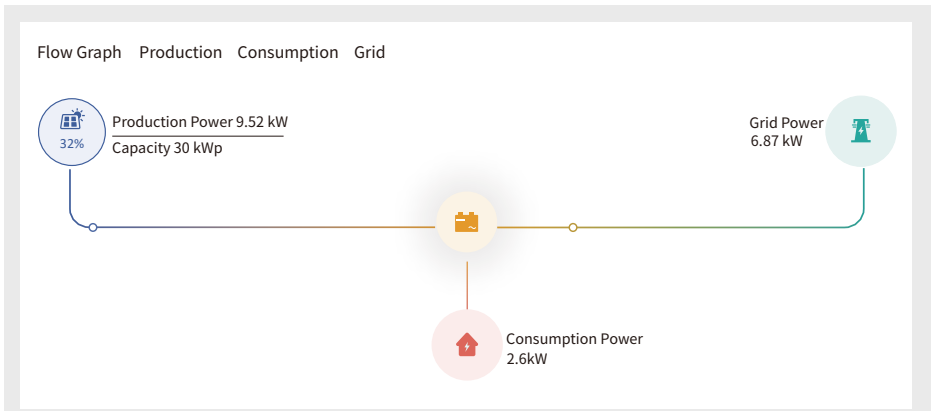 Flow Graph Production Consumption Grid
Production Power 9.52 kW
32%
Capacity 30 kWp
Grid Power
6.87 kW
Consumption Power
2.6kW